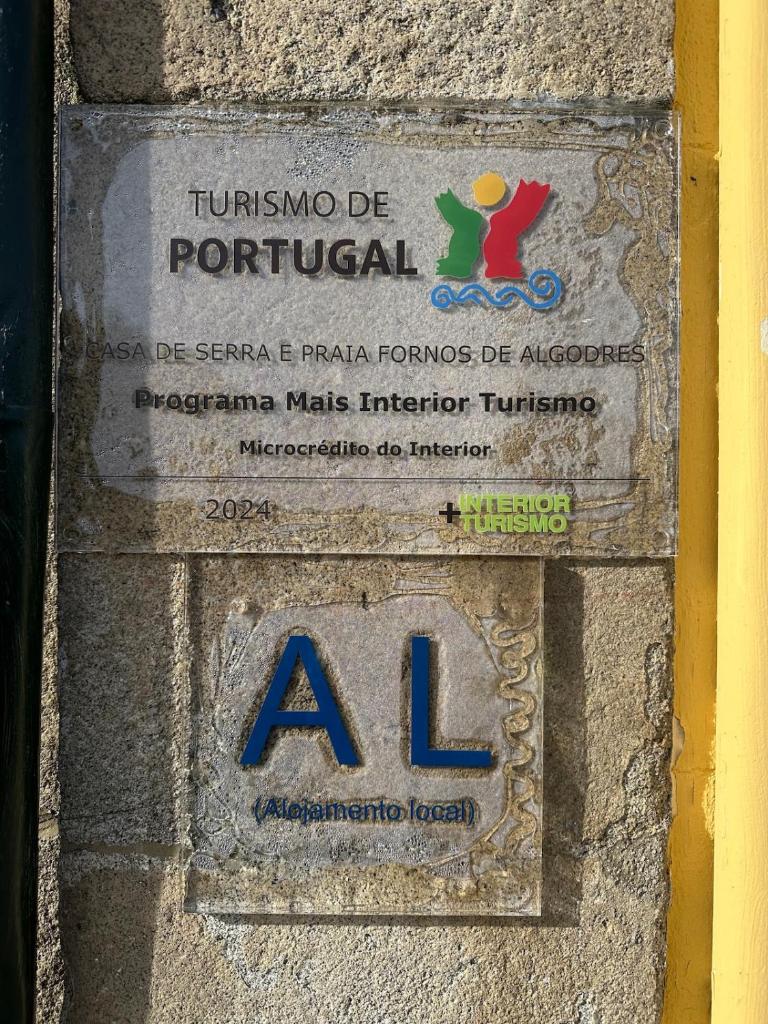 TURISMO DE
PORTUGAL
CASA DE SERRA E PRAIA FORNOS DE ALGODRES
Programa Mais Interior Turismo
Microcrédito do Interior
2024
+INTERIOR
TURISMO
AL
(Alojamento local)